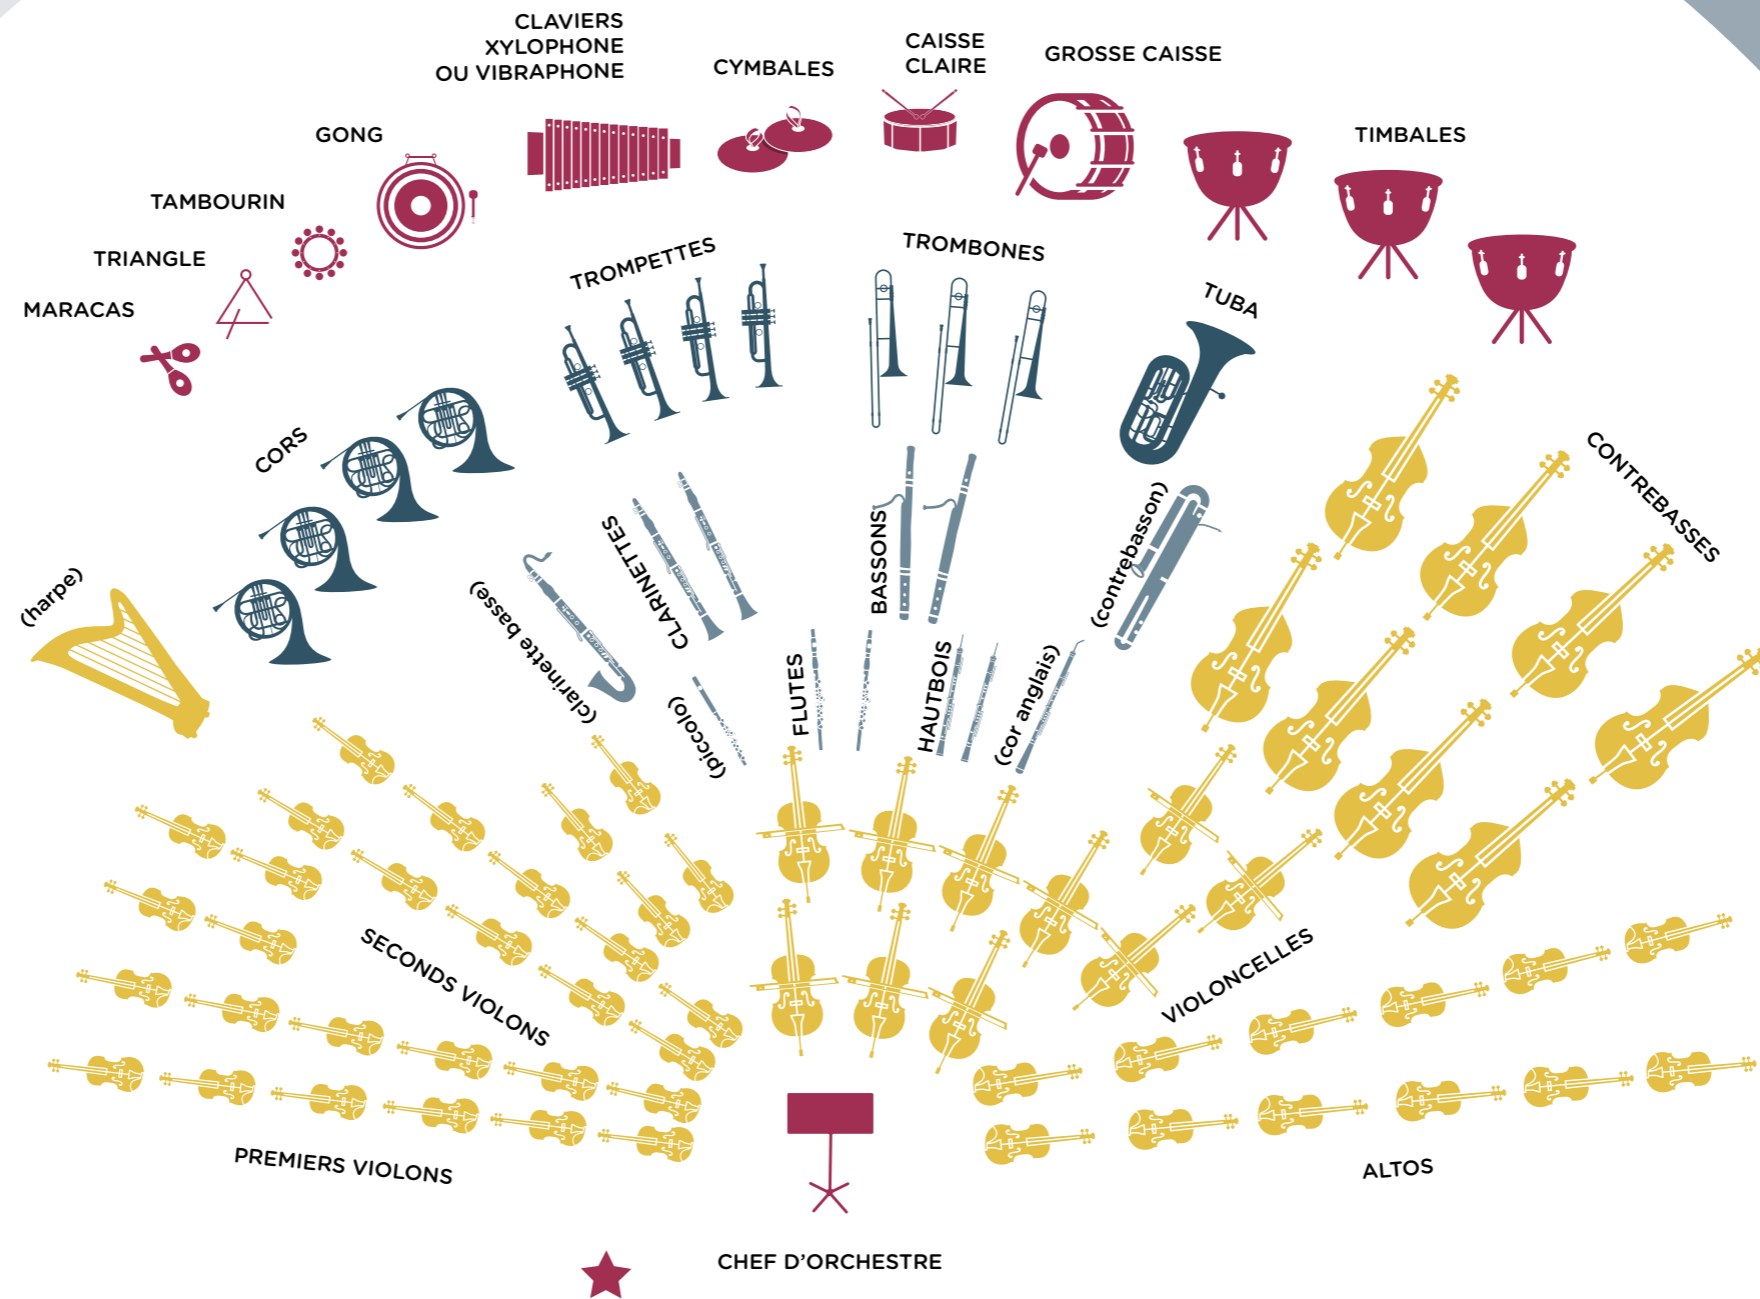 CLAVIERS
XYLOPHONE
OU VIBRAPHONE
CYMBALES
CAISSE
CLAIRE
GROSSE CAISSE
GONG
TIMBALES
TAMBOURIN
TRIANGLE
MARACAS
TROMPETTES
TROMBONES
TUBA
CORS
CONTREBASSES
(harpe)
(clarinette basse)
CLARINETTES
BASSONS
(contrebasson)
(piccolo)
FLUTES
HAUTBOIS
(cor anglais)
SECONDS VIOLONS
VIOLONCELLES
PREMIERS VIOLONS
ALTOS
CHEF D’ORCHESTRE